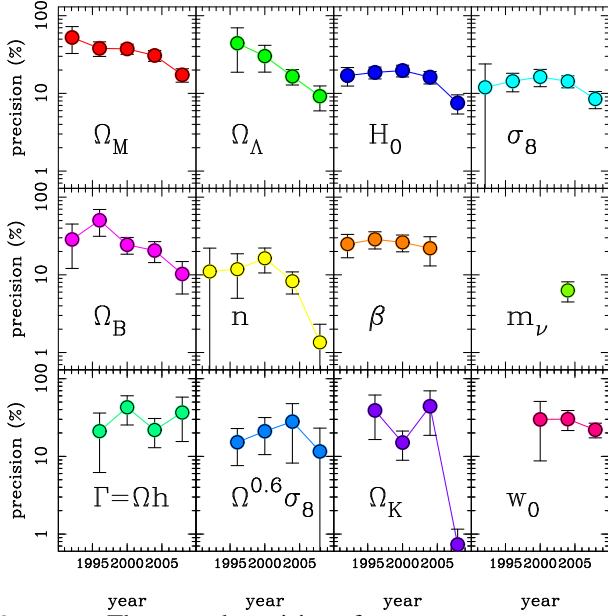 precision (%) 100 10 1 Ω_M Ω_Λ H_0 σ_8
precision (%) 100 10 1 Ω_B n β m_ν
precision (%) 100 10 1 Γ=Ωh Ω^0.6σ_8 Ω_K w_0
1995 2000 2005 1995 2000 2005 1995 2000 2005 1995 2000 2005
year year year year